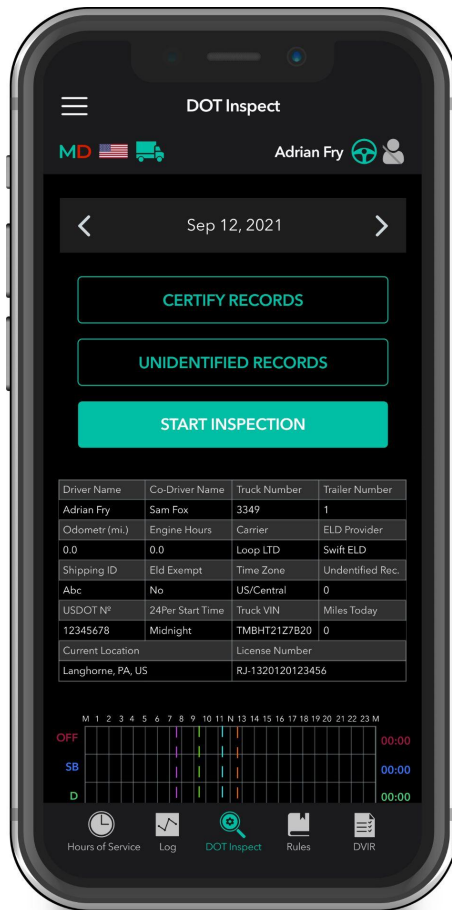 DOT Inspect
MD Adrian Fry
Sep 12, 2021
CERTIFY RECORDS
UNIDENTIFIED RECORDS
START INSPECTION
Driver Name Co-Driver Name Truck Number Trailer Number
Adrian Fry Sam Fox 3349 1
Odometr (mi.) Engine Hours Carrier ELD Provider
0.0 0.0 Loop LTD Swift ELD
Shipping ID Eld Exempt Time Zone Undentified Rec.
Abc No US/Central 0
USDOT Nº 24Per Start Time Truck VIN Miles Today
12345678 Midnight TMBHT21Z7B20 0
Current Location License Number
Langhorne, PA, US RJ-1320120123456
M 1 2 3 4 5 6 7 8 9 10 11 N 13 14 15 16 17 18 19 20 21 22 23 M
OFF 00:00
SB 00:00
D 00:00
Hours of Service Log DOT Inspect Rules DVIR